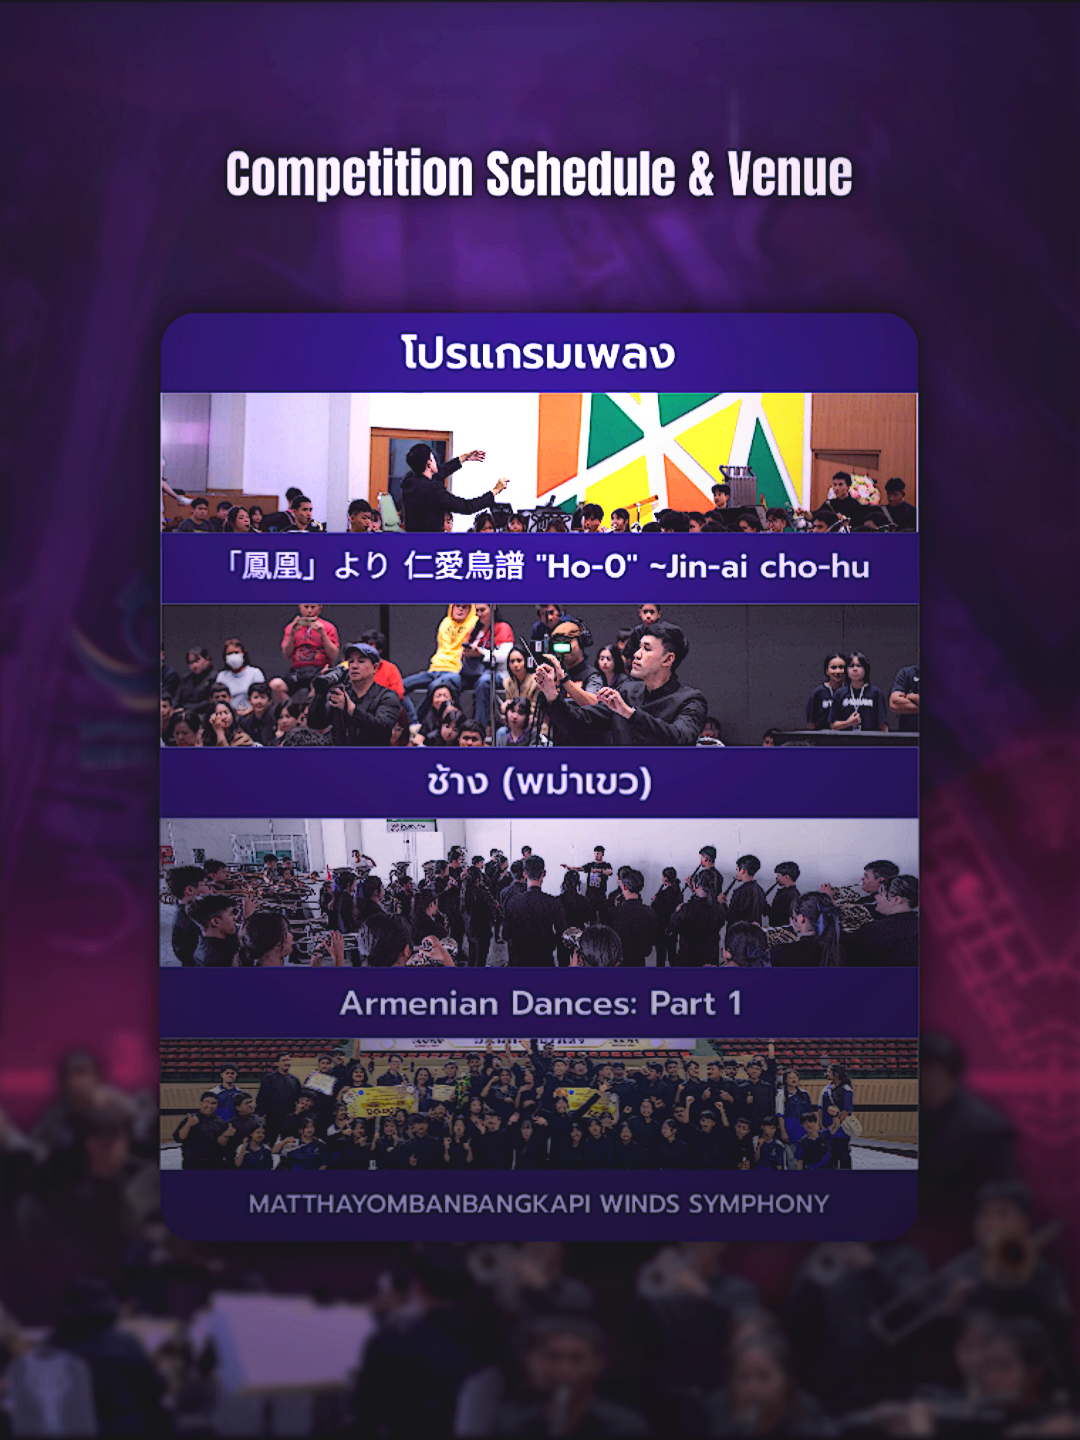 Competition Schedule & Venue
โปรแกรมเพลง
「鳳凰」より 仁愛鳥譜 "Ho-O" ~Jin-ai cho-hu
ช้าง (พม่าเขว)
Armenian Dances: Part 1
MATTHAYOMBANBANGKAPI WINDS SYMPHONY